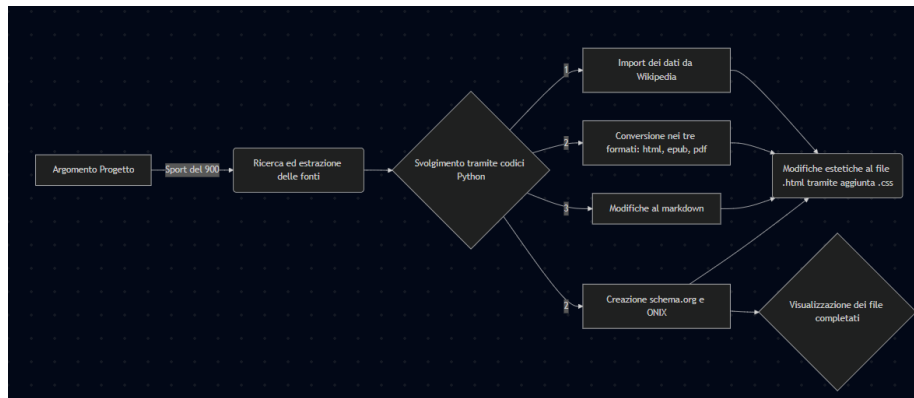 Argomento Progetto
Sport del 900
Ricerca ed estrazione
delle fonti
Svolgimento tramite codici
Python
1
Import dei dati da
Wikipedia
2
Conversione nei tre
formati: html, epub, pdf
3
Modifiche al markdown
Creazione schema.org e
ONIX
Modifiche estetiche al file
.html tramite aggiunta .css
Visualizzazione dei file
completati